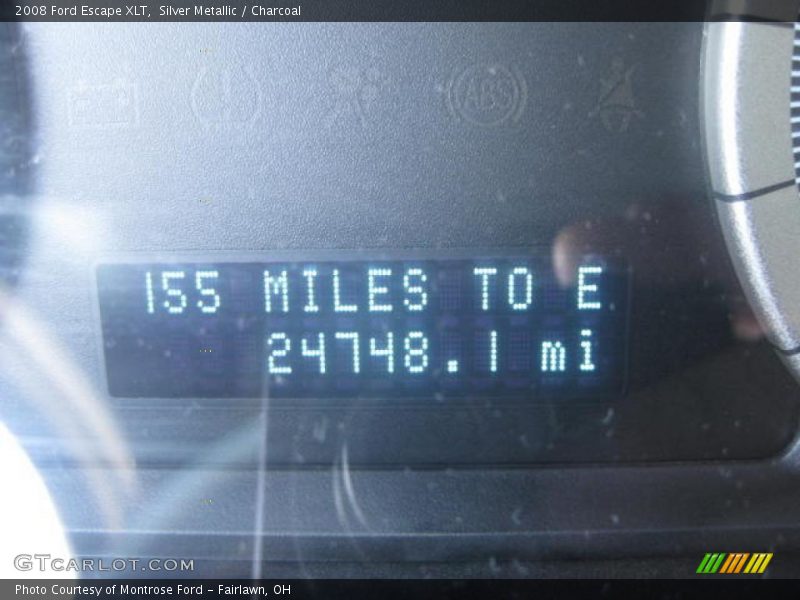 2008 Ford Escape XLT,  Silver Metallic / Charcoal
ABS
155 MILES TO E
24748.1 mi
GTCARLOT.COM
Photo Courtesy of Montrose Ford - Fairlawn, OH